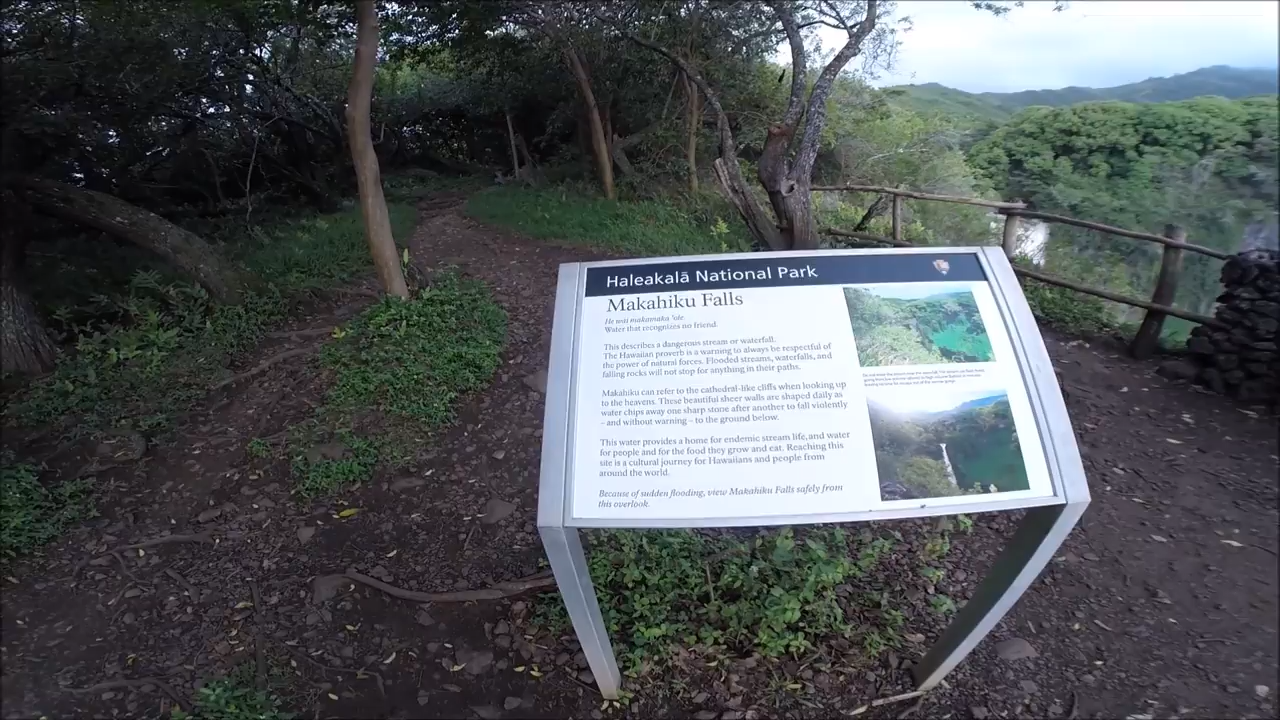 Haleakalā National Park
Makahiku Falls
He wai makamaka ʻole.
Water that recognizes no friend.
This describes a dangerous stream or waterfall.
The Hawaiian proverb is a warning to always be respectful of
the power of natural forces. Flooded streams, waterfalls, and
falling rocks will not stop for anything in their paths.
Makahiku can refer to the cathedral-like cliffs when looking up
to the heavens. These beautiful sheer walls are shaped daily as
water chips away one sharp stone after another to fall violently
– and without warning – to the ground below.
This water provides a home for endemic stream life, and water
for people and for the food they grow and eat. Reaching this
site is a cultural journey for Hawaiians and people from
around the world.
Because of sudden flooding, view Makahiku Falls safely from
this overlook.